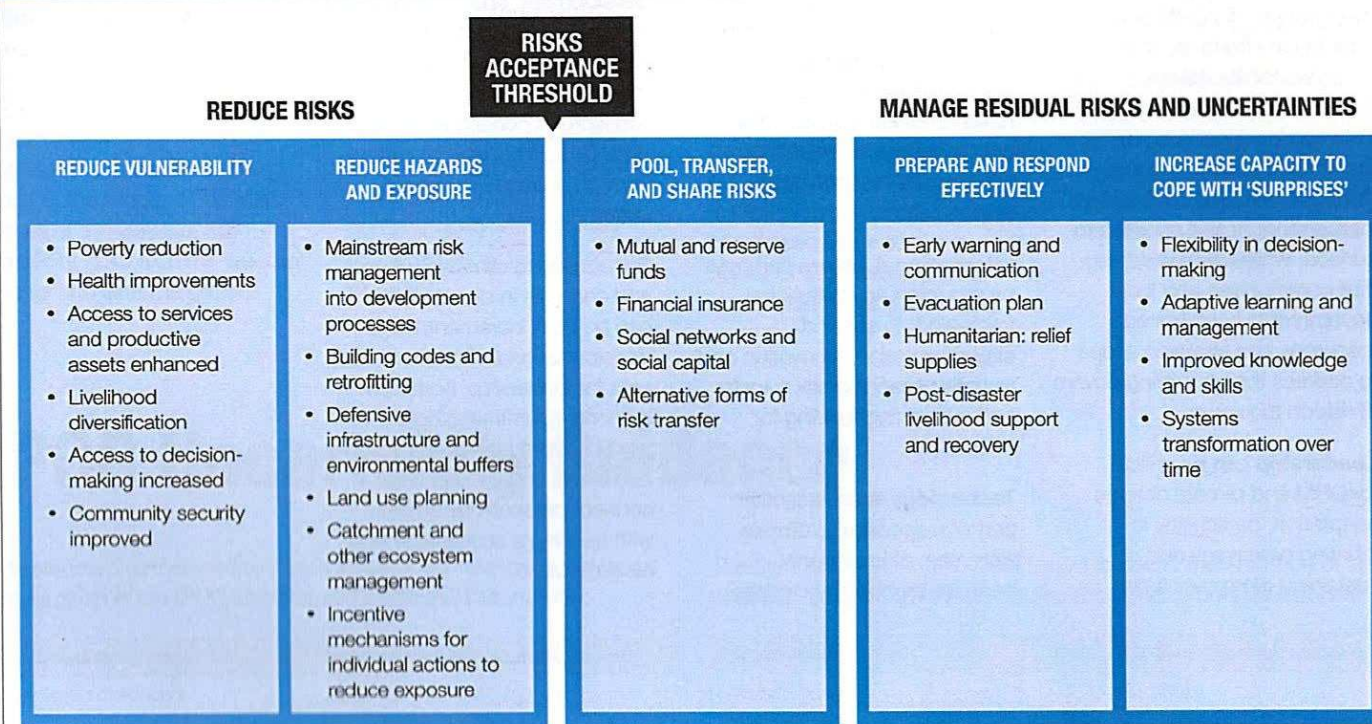 RISKS
ACCEPTANCE
THRESHOLD
REDUCE RISKS
MANAGE RESIDUAL RISKS AND UNCERTAINTIES
REDUCE VULNERABILITY
• Poverty reduction
• Health improvements
• Access to services
and productive
assets enhanced
• Livelihood
diversification
• Access to decision-
making increased
• Community security
improved
REDUCE HAZARDS
AND EXPOSURE
• Mainstream risk
management
into development
processes
• Building codes and
retrofitting
• Defensive
infrastructure and
environmental buffers
• Land use planning
• Catchment and
other ecosystem
management
• Incentive
mechanisms for
individual actions to
reduce exposure
POOL, TRANSFER,
AND SHARE RISKS
• Mutual and reserve
funds
• Financial insurance
• Social networks and
social capital
• Alternative forms of
risk transfer
PREPARE AND RESPOND
EFFECTIVELY
• Early warning and
communication
• Evacuation plan
• Humanitarian: relief
supplies
• Post-disaster
livelihood support
and recovery
INCREASE CAPACITY TO
COPE WITH ‘SURPRISES’
• Flexibility in decision-
making
• Adaptive learning and
management
• Improved knowledge
and skills
• Systems
transformation over
time